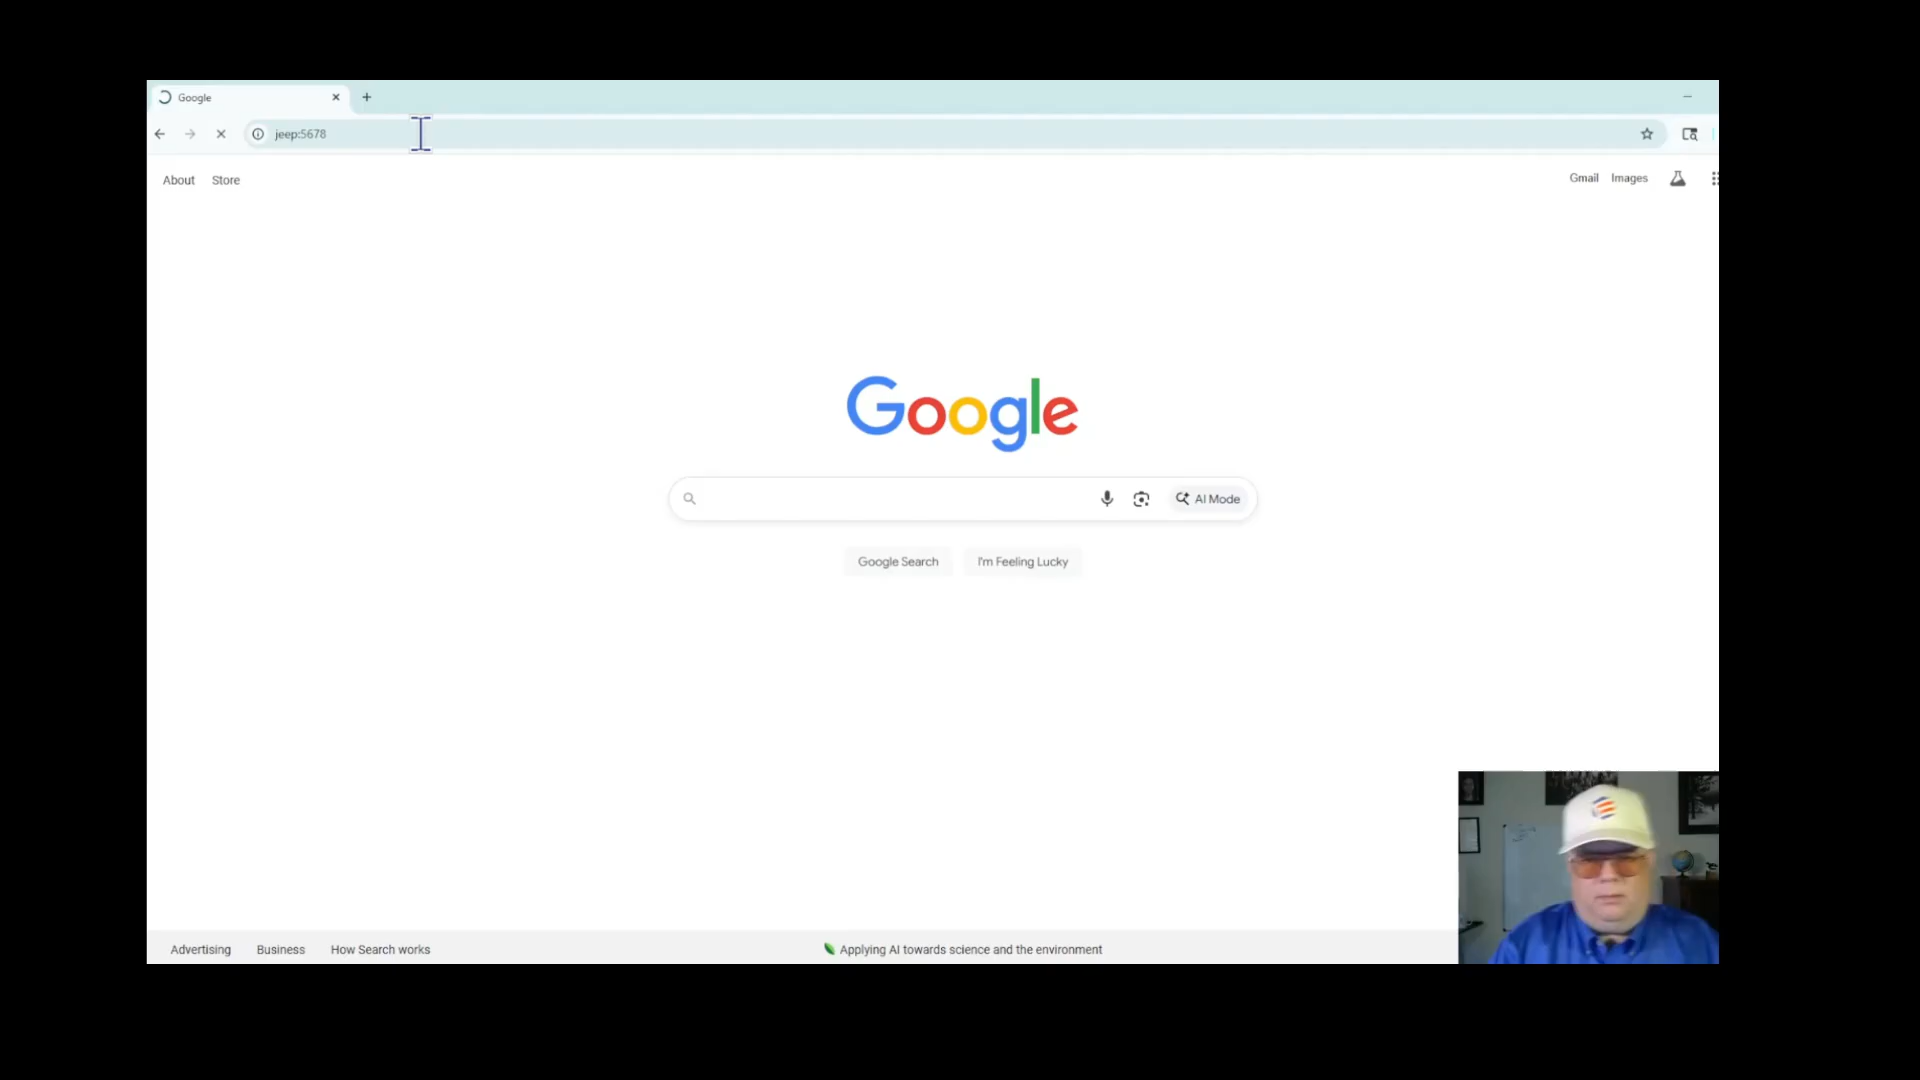 Google
jeep:5678
About Store
Gmail Images
Google
AI Mode
Google Search I'm Feeling Lucky
Advertising Business How Search works
Applying AI towards science and the environment